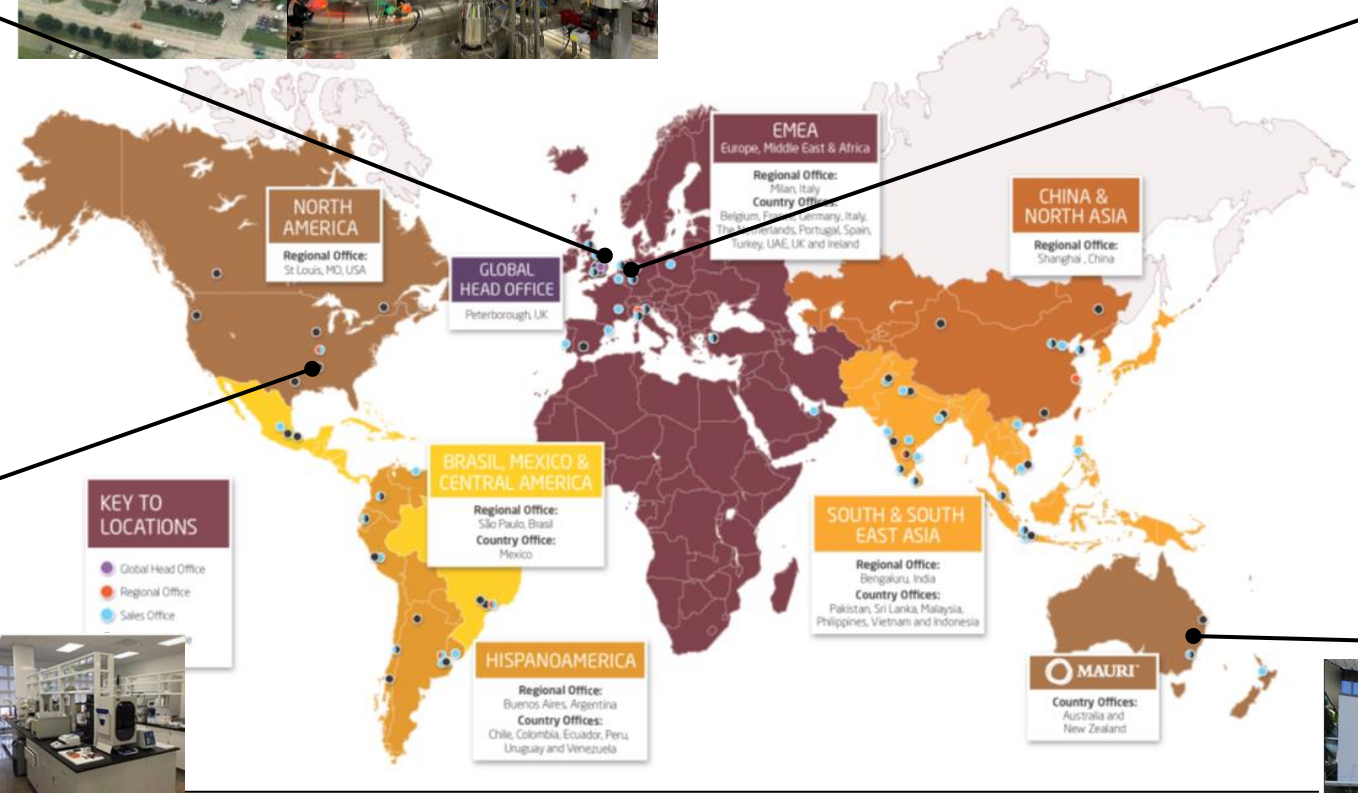 EMEA
Europe, Middle East & Africa
Regional Office:
Milan, Italy
Country Offices:
Belgium, France, Germany, Italy,
The Netherlands, Portugal, Spain,
Turkey, UAE, UK and Ireland
NORTH
AMERICA
Regional Office:
St Louis, MO, USA
CHINA &
NORTH ASIA
Regional Office:
Shanghai , China
GLOBAL
HEAD OFFICE
Peterborough, UK
BRASIL, MEXICO &
CENTRAL AMERICA
Regional Office:
São Paulo, Brasil
Country Office:
Mexico
KEY TO
LOCATIONS
Global Head Office
Regional Office
Sales Office
SOUTH & SOUTH
EAST ASIA
Regional Office:
Bengaluru, India
Country Offices:
Pakistan, Sri Lanka, Malaysia,
Philippines, Vietnam and Indonesia
HISPANOAMERICA
Regional Office:
Buenos Aires, Argentina
Country Offices:
Chile, Colombia, Ecuador, Peru,
Uruguay and Venezuela
MAURI™
Country Offices:
Australia and
New Zealand